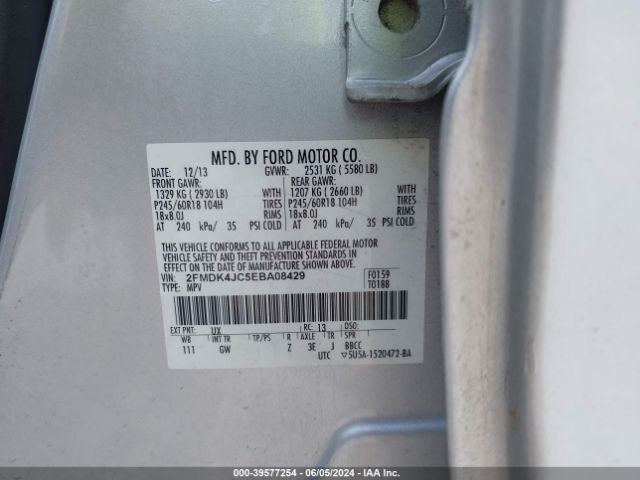 MFD. BY FORD MOTOR CO.
DATE: 12/13 GVWR: 2531 KG ( 5580 LB)
FRONT GAWR: REAR GAWR:
1329 KG ( 2930 LB) WITH 1207 KG ( 2660 LB) WITH
P245/60R18 104H TIRES P245/60R18 104H TIRES
18x8.0J RIMS 18x8.0J RIMS
AT 240 kPa/ 35 PSI COLD AT 240 kPa/ 35 PSI COLD
THIS VEHICLE CONFORMS TO ALL APPLICABLE FEDERAL MOTOR
VEHICLE SAFETY AND THEFT PREVENTION STANDARDS IN
EFFECT ON THE DATE OF MANUFACTURE SHOWN ABOVE.
VIN: 2FMDK4JC5EBA08429 F0159
TYPE: MPV T0188
EXT PNT: UX RC: 13 DSO:
WB INT TR TP/PS R AXLE TR SPR
111 GW Z 3E J BBCC
UTC ▽5U5A-1520472-BA
000-39577254 | 06/05/2024 | IAA Inc.